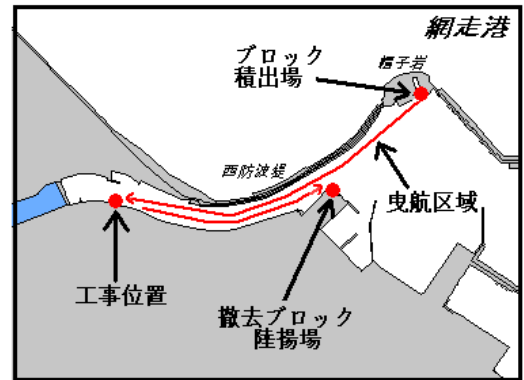 網走港
ブロック
積出場
帽子岩
西防波堤
曳航区域
工事位置
撤去ブロック
陸揚場